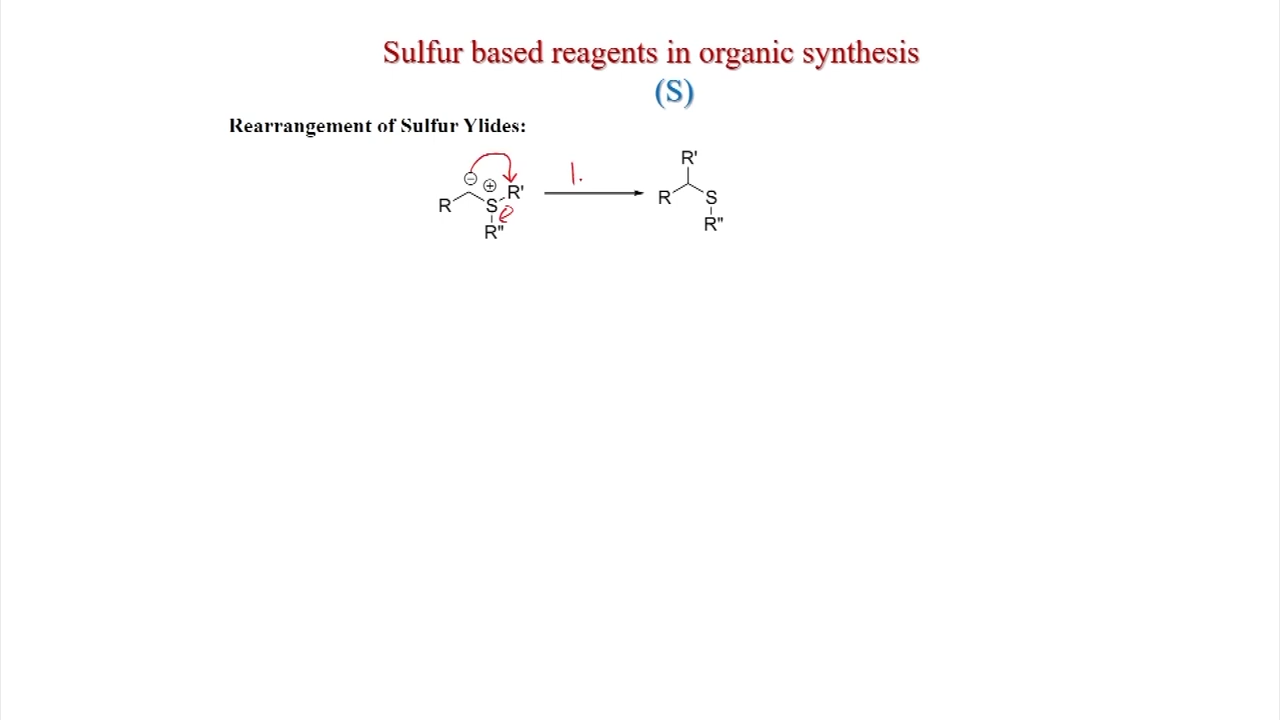 Sulfur based reagents in organic synthesis
(S)
Rearrangement of Sulfur Ylides:
R ⊖ ⊕ S R' R"
1.
R R' S R"